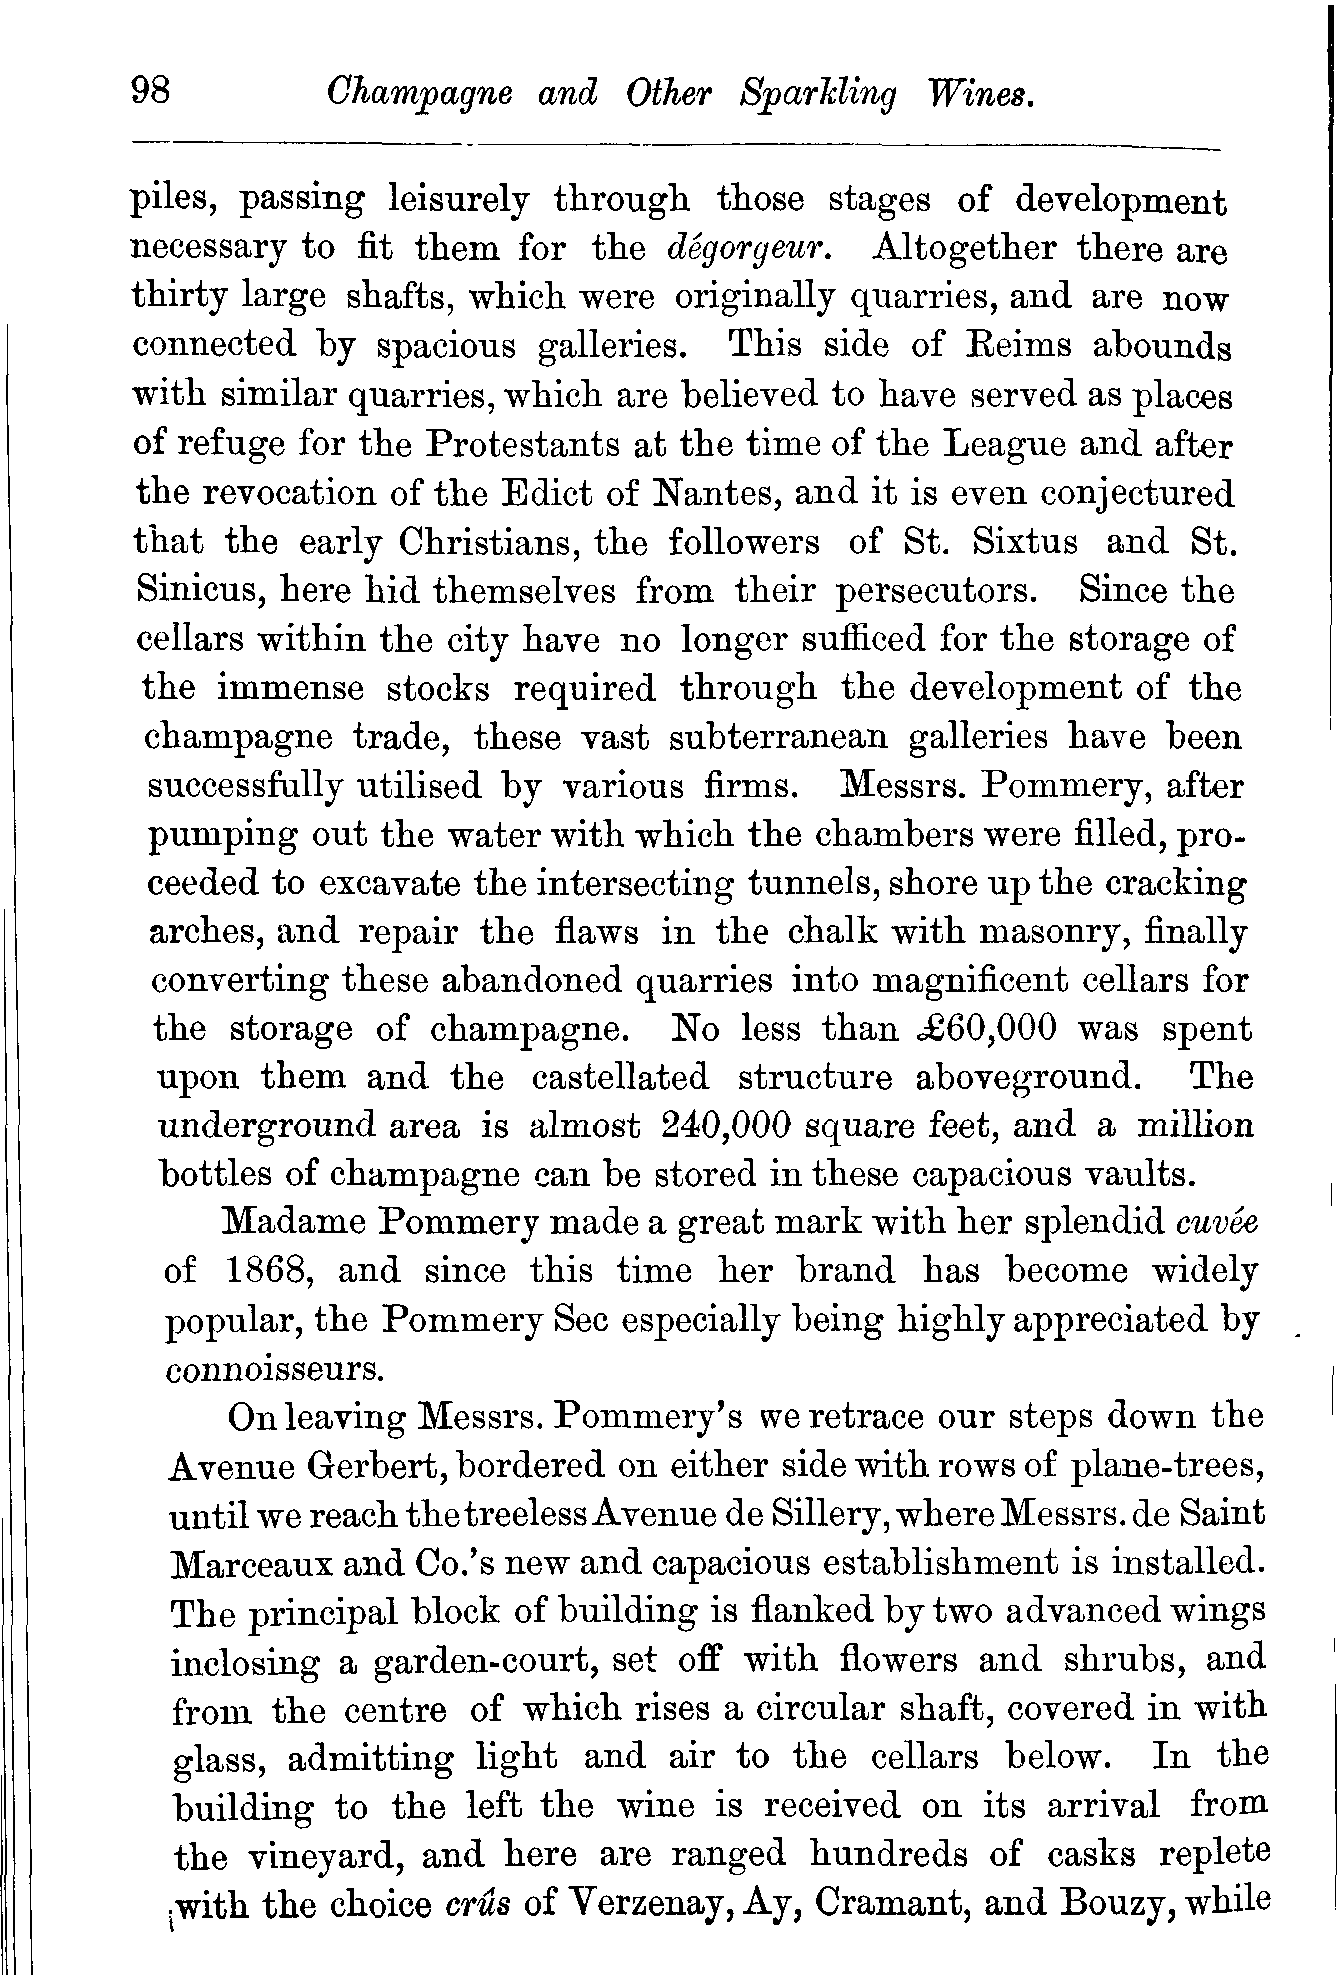 98 Champagne and Other Sparkling Wines.
piles, passing leisurely through those stages of development
necessary to fit them for the dégorgeur. Altogether there are
thirty large shafts, which were originally quarries, and are now
connected by spacious galleries. This side of Reims abounds
with similar quarries, which are believed to have served as places
of refuge for the Protestants at the time of the League and after
the revocation of the Edict of Nantes, and it is even conjectured
that the early Christians, the followers of St. Sixtus and St.
Sinicus, here hid themselves from their persecutors. Since the
cellars within the city have no longer sufficed for the storage of
the immense stocks required through the development of the
champagne trade, these vast subterranean galleries have been
successfully utilised by various firms. Messrs. Pommery, after
pumping out the water with which the chambers were filled, pro-
ceeded to excavate the intersecting tunnels, shore up the cracking
arches, and repair the flaws in the chalk with masonry, finally
converting these abandoned quarries into magnificent cellars for
the storage of champagne. No less than £60,000 was spent
upon them and the castellated structure aboveground. The
underground area is almost 240,000 square feet, and a million
bottles of champagne can be stored in these capacious vaults.
Madame Pommery made a great mark with her splendid cuvée
of 1868, and since this time her brand has become widely
popular, the Pommery Sec especially being highly appreciated by
connoisseurs.
On leaving Messrs. Pommery's we retrace our steps down the
Avenue Gerbert, bordered on either side with rows of plane-trees,
until we reach the treeless Avenue de Sillery, where Messrs. de Saint
Marceaux and Co.'s new and capacious establishment is installed.
The principal block of building is flanked by two advanced wings
inclosing a garden-court, set off with flowers and shrubs, and
from the centre of which rises a circular shaft, covered in with
glass, admitting light and air to the cellars below. In the
building to the left the wine is received on its arrival from
the vineyard, and here are ranged hundreds of casks replete
with the choice crûs of Verzenay, Ay, Cramant, and Bouzy, while